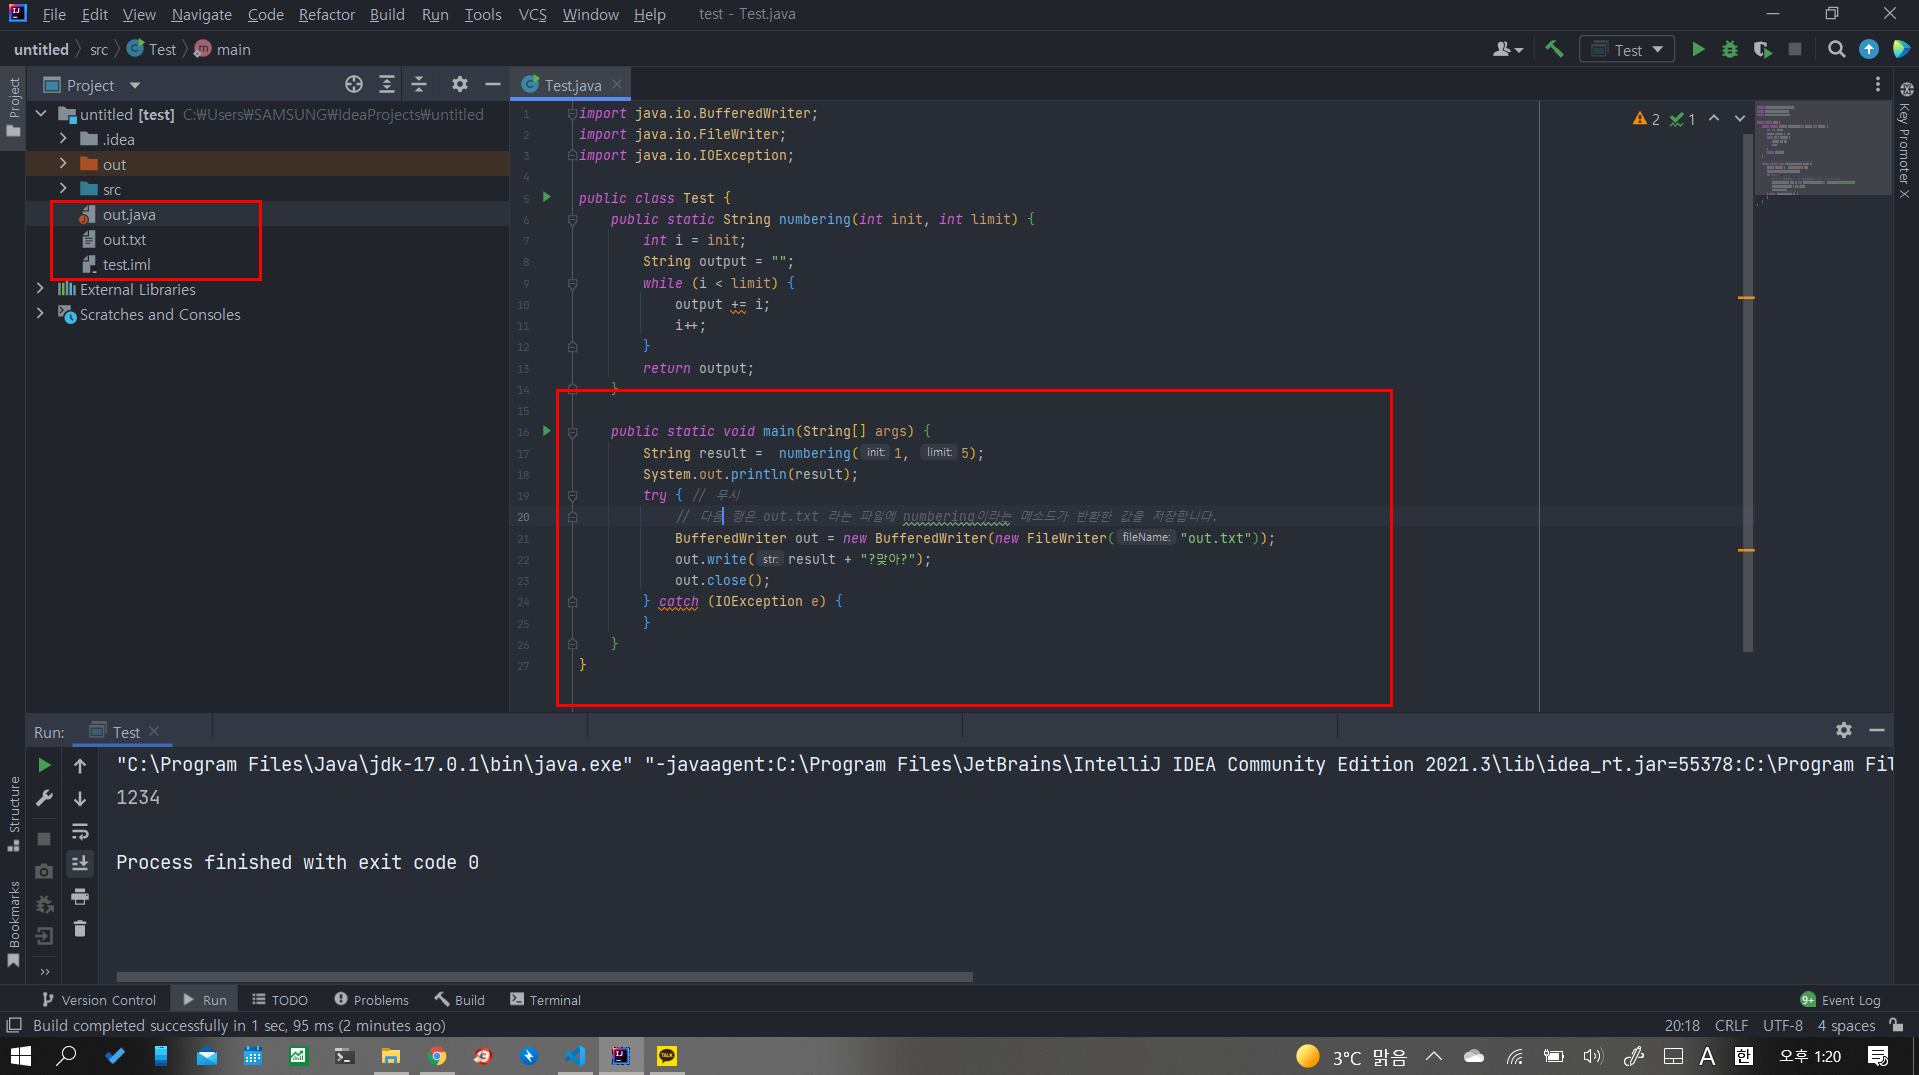 File Edit View Navigate Code Refactor Build Run Tools VCS Window Help test - Test.java
untitled src Test main
Test
Project
Test.java
untitled [test] C:₩Users₩SAMSUNG₩IdeaProjects₩untitled
.idea
out
src
out.java
out.txt
test.iml
External Libraries
Scratches and Consoles
Project
Structure
Bookmarks
Key Promoter X
2 1
1 import java.io.BufferedWriter;
2 import java.io.FileWriter;
3 import java.io.IOException;
4
5 public class Test {
6 public static String numbering(int init, int limit) {
7 int i = init;
8 String output = "";
9 while (i < limit) {
10 output += i;
11 i++;
12 }
13 return output;
14 }
15
16 public static void main(String[] args) {
17 String result = numbering( init: 1, limit: 5);
18 System.out.println(result);
19 try { // 무시
20 // 다음 행은 out.txt 라는 파일에 numbering이라는 메소드가 반환한 값을 저장합니다.
21 BufferedWriter out = new BufferedWriter(new FileWriter( fileName: "out.txt"));
22 out.write( str: result + "?맞아?");
23 out.close();
24 } catch (IOException e) {
25 }
26 }
27 }
Run: Test
"C:\Program Files\Java\jdk-17.0.1\bin\java.exe" "-javaagent:C:\Program Files\JetBrains\IntelliJ IDEA Community Edition 2021.3\lib\idea_rt.jar=55378:C:\Program Fil
1234
Process finished with exit code 0
Version Control Run TODO Problems Build Terminal 9+ Event Log
Build completed successfully in 1 sec, 95 ms (2 minutes ago) 20:18 CRLF UTF-8 4 spaces
TALK 3°C 맑음 A 한 오후 1:20